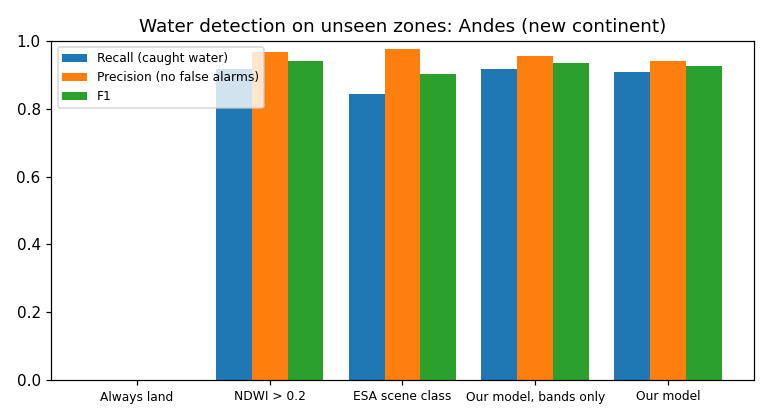 Water detection on unseen zones: Andes (new continent)
1.0
0.8
0.6
0.4
0.2
0.0
Recall (caught water)
Precision (no false alarms)
F1
Always land
NDWI > 0.2
ESA scene class
Our model, bands only
Our model